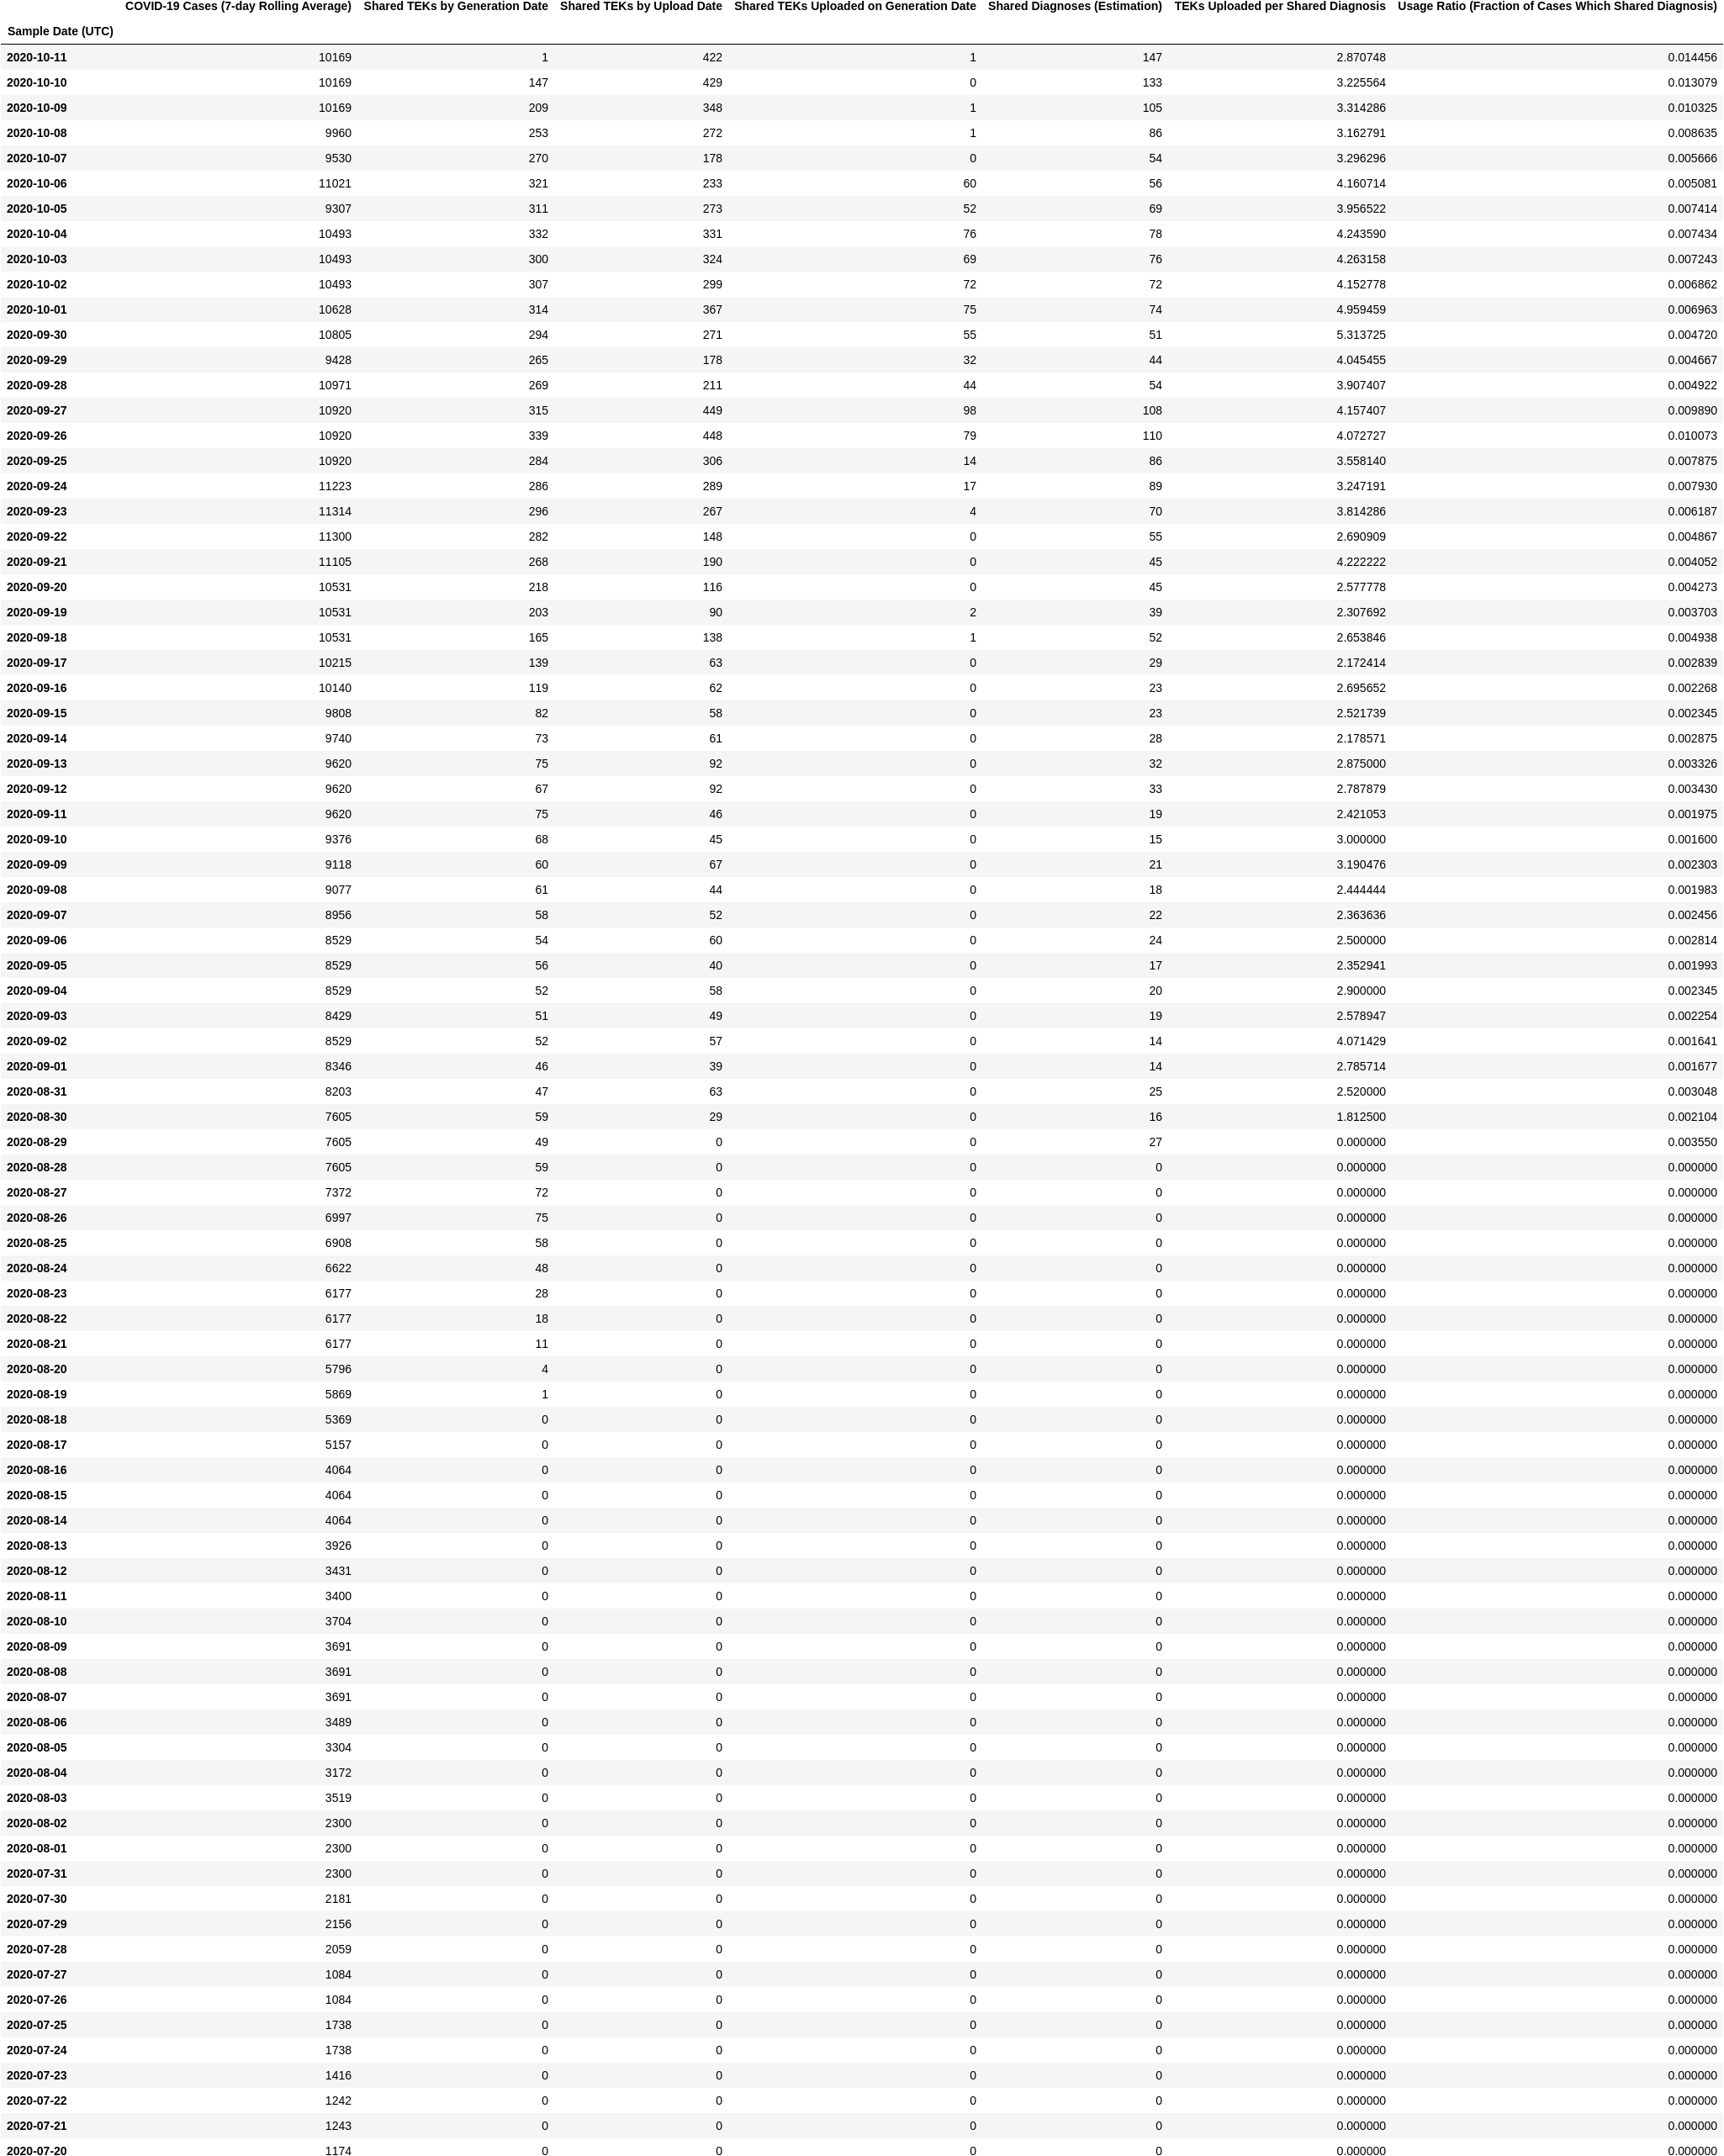 COVID-19 Cases (7-day Rolling Average) Shared TEKs by Generation Date Shared TEKs by Upload Date Shared TEKs Uploaded on Generation Date Shared Diagnoses (Estimation) TEKs Uploaded per Shared Diagnosis Usage Ratio (Fraction of Cases Which Shared Diagnosis)
Sample Date (UTC)
2020-10-11 10169 1 422 1 147 2.870748 0.014456
2020-10-10 10169 147 429 0 133 3.225564 0.013079
2020-10-09 10169 209 348 1 105 3.314286 0.010325
2020-10-08 9960 253 272 1 86 3.162791 0.008635
2020-10-07 9530 270 178 0 54 3.296296 0.005666
2020-10-06 11021 321 233 60 56 4.160714 0.005081
2020-10-05 9307 311 273 52 69 3.956522 0.007414
2020-10-04 10493 332 331 76 78 4.243590 0.007434
2020-10-03 10493 300 324 69 76 4.263158 0.007243
2020-10-02 10493 307 299 72 72 4.152778 0.006862
2020-10-01 10628 314 367 75 74 4.959459 0.006963
2020-09-30 10805 294 271 55 51 5.313725 0.004720
2020-09-29 9428 265 178 32 44 4.045455 0.004667
2020-09-28 10971 269 211 44 54 3.907407 0.004922
2020-09-27 10920 315 449 98 108 4.157407 0.009890
2020-09-26 10920 339 448 79 110 4.072727 0.010073
2020-09-25 10920 284 306 14 86 3.558140 0.007875
2020-09-24 11223 286 289 17 89 3.247191 0.007930
2020-09-23 11314 296 267 4 70 3.814286 0.006187
2020-09-22 11300 282 148 0 55 2.690909 0.004867
2020-09-21 11105 268 190 0 45 4.222222 0.004052
2020-09-20 10531 218 116 0 45 2.577778 0.004273
2020-09-19 10531 203 90 2 39 2.307692 0.003703
2020-09-18 10531 165 138 1 52 2.653846 0.004938
2020-09-17 10215 139 63 0 29 2.172414 0.002839
2020-09-16 10140 119 62 0 23 2.695652 0.002268
2020-09-15 9808 82 58 0 23 2.521739 0.002345
2020-09-14 9740 73 61 0 28 2.178571 0.002875
2020-09-13 9620 75 92 0 32 2.875000 0.003326
2020-09-12 9620 67 92 0 33 2.787879 0.003430
2020-09-11 9620 75 46 0 19 2.421053 0.001975
2020-09-10 9376 68 45 0 15 3.000000 0.001600
2020-09-09 9118 60 67 0 21 3.190476 0.002303
2020-09-08 9077 61 44 0 18 2.444444 0.001983
2020-09-07 8956 58 52 0 22 2.363636 0.002456
2020-09-06 8529 54 60 0 24 2.500000 0.002814
2020-09-05 8529 56 40 0 17 2.352941 0.001993
2020-09-04 8529 52 58 0 20 2.900000 0.002345
2020-09-03 8429 51 49 0 19 2.578947 0.002254
2020-09-02 8529 52 57 0 14 4.071429 0.001641
2020-09-01 8346 46 39 0 14 2.785714 0.001677
2020-08-31 8203 47 63 0 25 2.520000 0.003048
2020-08-30 7605 59 29 0 16 1.812500 0.002104
2020-08-29 7605 49 0 0 27 0.000000 0.003550
2020-08-28 7605 59 0 0 0 0.000000 0.000000
2020-08-27 7372 72 0 0 0 0.000000 0.000000
2020-08-26 6997 75 0 0 0 0.000000 0.000000
2020-08-25 6908 58 0 0 0 0.000000 0.000000
2020-08-24 6622 48 0 0 0 0.000000 0.000000
2020-08-23 6177 28 0 0 0 0.000000 0.000000
2020-08-22 6177 18 0 0 0 0.000000 0.000000
2020-08-21 6177 11 0 0 0 0.000000 0.000000
2020-08-20 5796 4 0 0 0 0.000000 0.000000
2020-08-19 5869 1 0 0 0 0.000000 0.000000
2020-08-18 5369 0 0 0 0 0.000000 0.000000
2020-08-17 5157 0 0 0 0 0.000000 0.000000
2020-08-16 4064 0 0 0 0 0.000000 0.000000
2020-08-15 4064 0 0 0 0 0.000000 0.000000
2020-08-14 4064 0 0 0 0 0.000000 0.000000
2020-08-13 3926 0 0 0 0 0.000000 0.000000
2020-08-12 3431 0 0 0 0 0.000000 0.000000
2020-08-11 3400 0 0 0 0 0.000000 0.000000
2020-08-10 3704 0 0 0 0 0.000000 0.000000
2020-08-09 3691 0 0 0 0 0.000000 0.000000
2020-08-08 3691 0 0 0 0 0.000000 0.000000
2020-08-07 3691 0 0 0 0 0.000000 0.000000
2020-08-06 3489 0 0 0 0 0.000000 0.000000
2020-08-05 3304 0 0 0 0 0.000000 0.000000
2020-08-04 3172 0 0 0 0 0.000000 0.000000
2020-08-03 3519 0 0 0 0 0.000000 0.000000
2020-08-02 2300 0 0 0 0 0.000000 0.000000
2020-08-01 2300 0 0 0 0 0.000000 0.000000
2020-07-31 2300 0 0 0 0 0.000000 0.000000
2020-07-30 2181 0 0 0 0 0.000000 0.000000
2020-07-29 2156 0 0 0 0 0.000000 0.000000
2020-07-28 2059 0 0 0 0 0.000000 0.000000
2020-07-27 1084 0 0 0 0 0.000000 0.000000
2020-07-26 1084 0 0 0 0 0.000000 0.000000
2020-07-25 1738 0 0 0 0 0.000000 0.000000
2020-07-24 1738 0 0 0 0 0.000000 0.000000
2020-07-23 1416 0 0 0 0 0.000000 0.000000
2020-07-22 1242 0 0 0 0 0.000000 0.000000
2020-07-21 1243 0 0 0 0 0.000000 0.000000
2020-07-20 1174 0 0 0 0 0.000000 0.000000